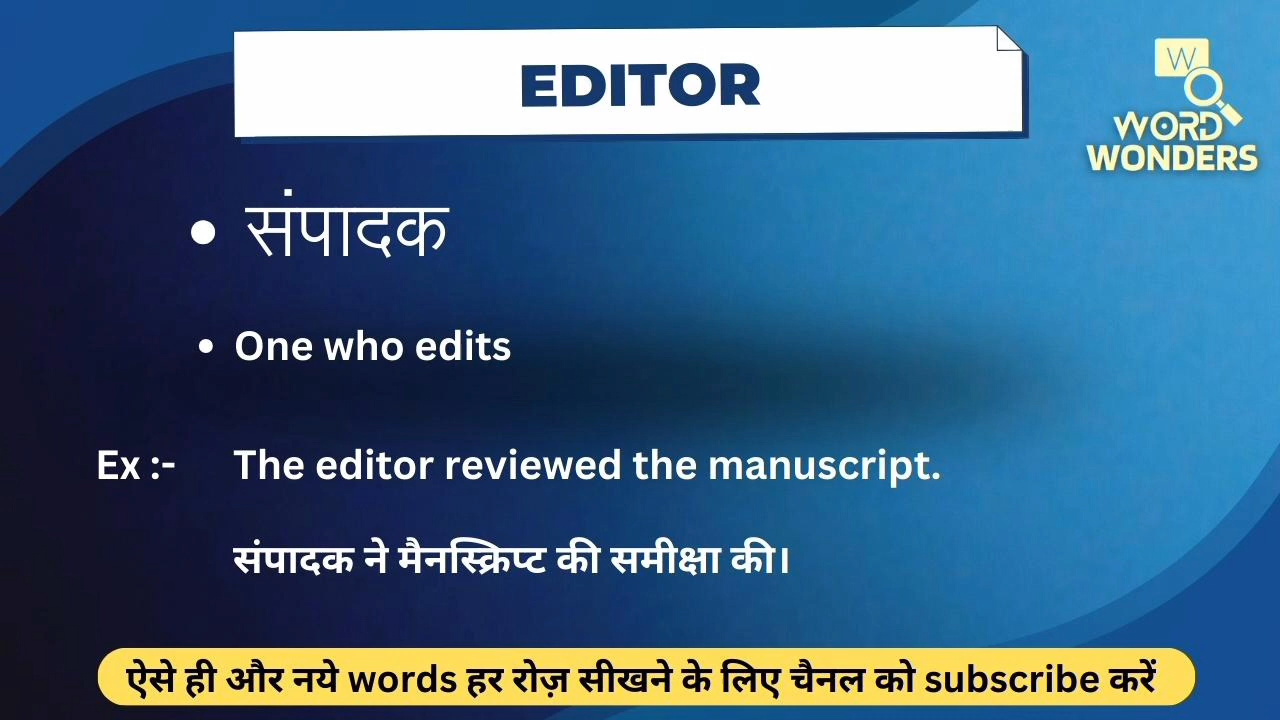 EDITOR
W
WORD
WONDERS
• संपादक
• One who edits
Ex :- The editor reviewed the manuscript.
संपादक ने मैनस्क्रिप्ट की समीक्षा की।
ऐसे ही और नये words हर रोज़ सीखने के लिए चैनल को subscribe करें